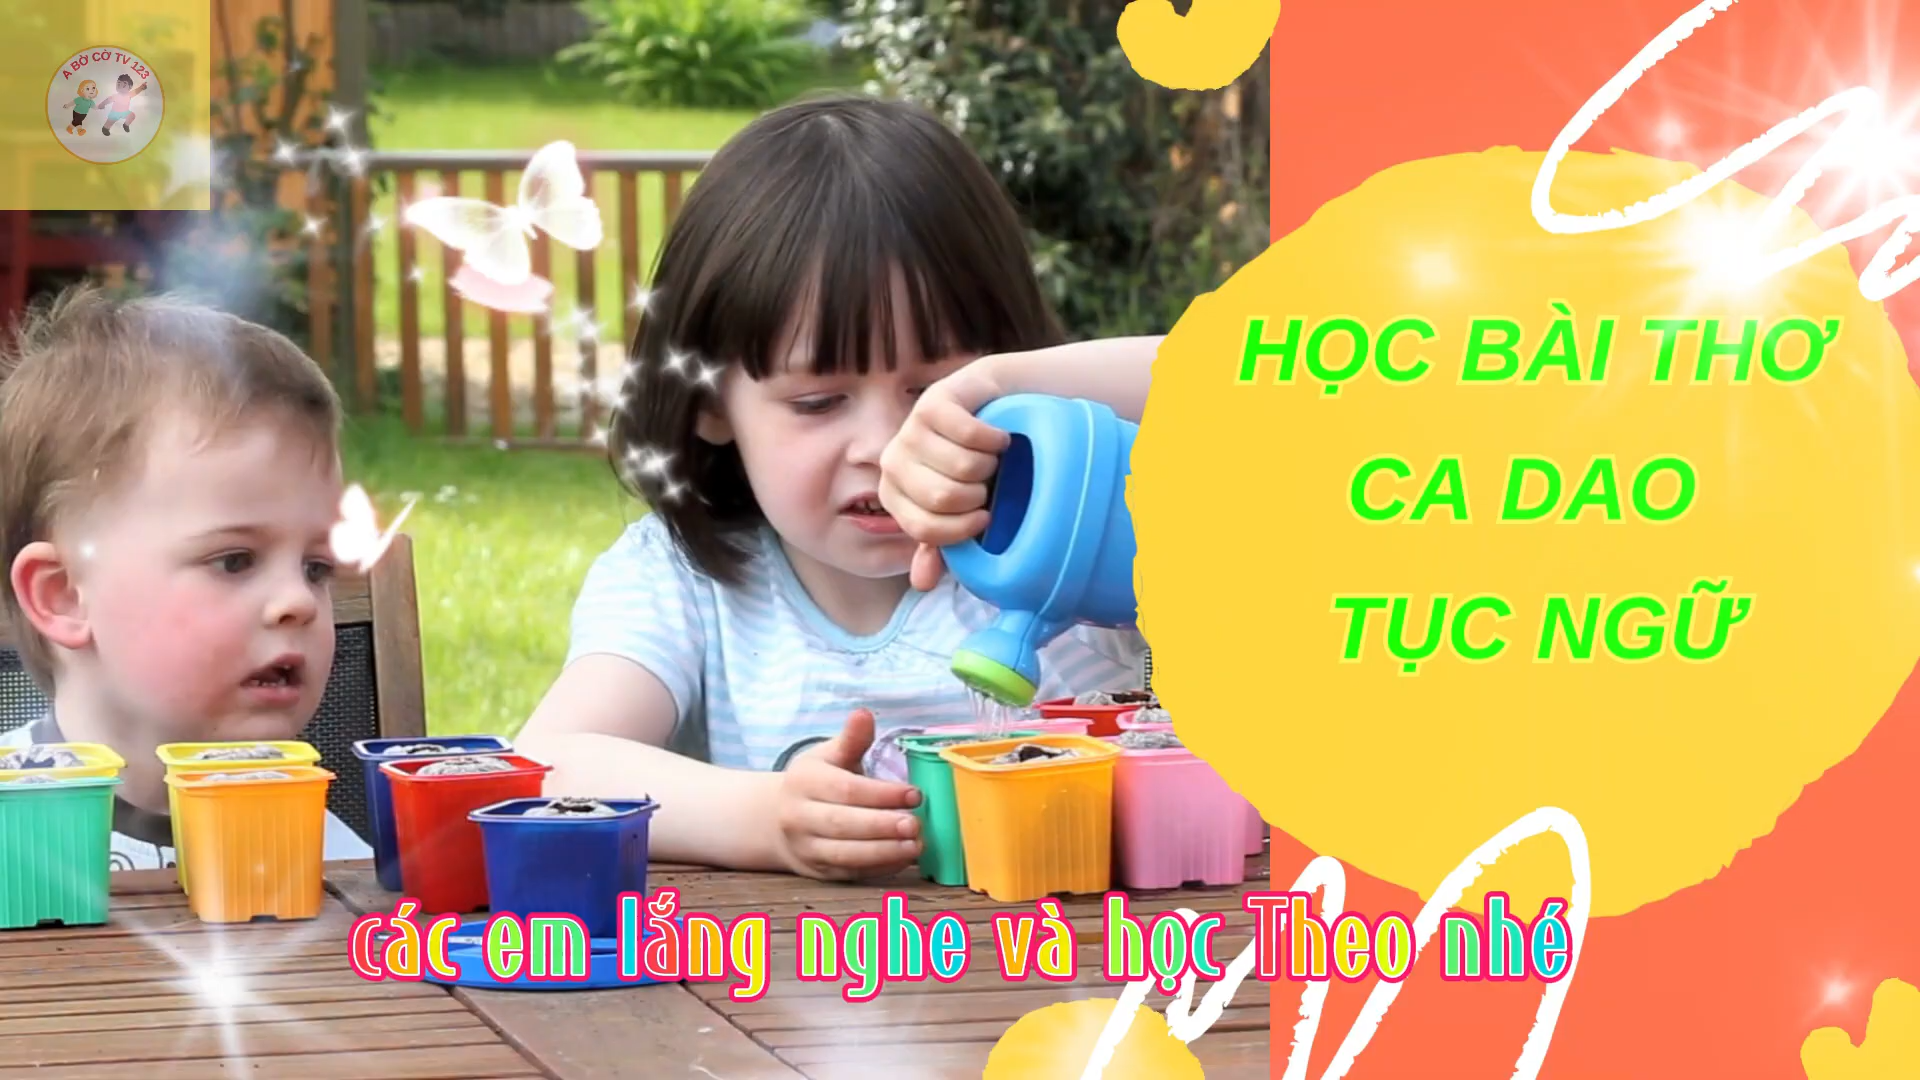 A BỜ CỜ TV 123
HỌC BÀI THƠ
CA DAO
TỤC NGỮ
các em lắng nghe và học Theo nhé